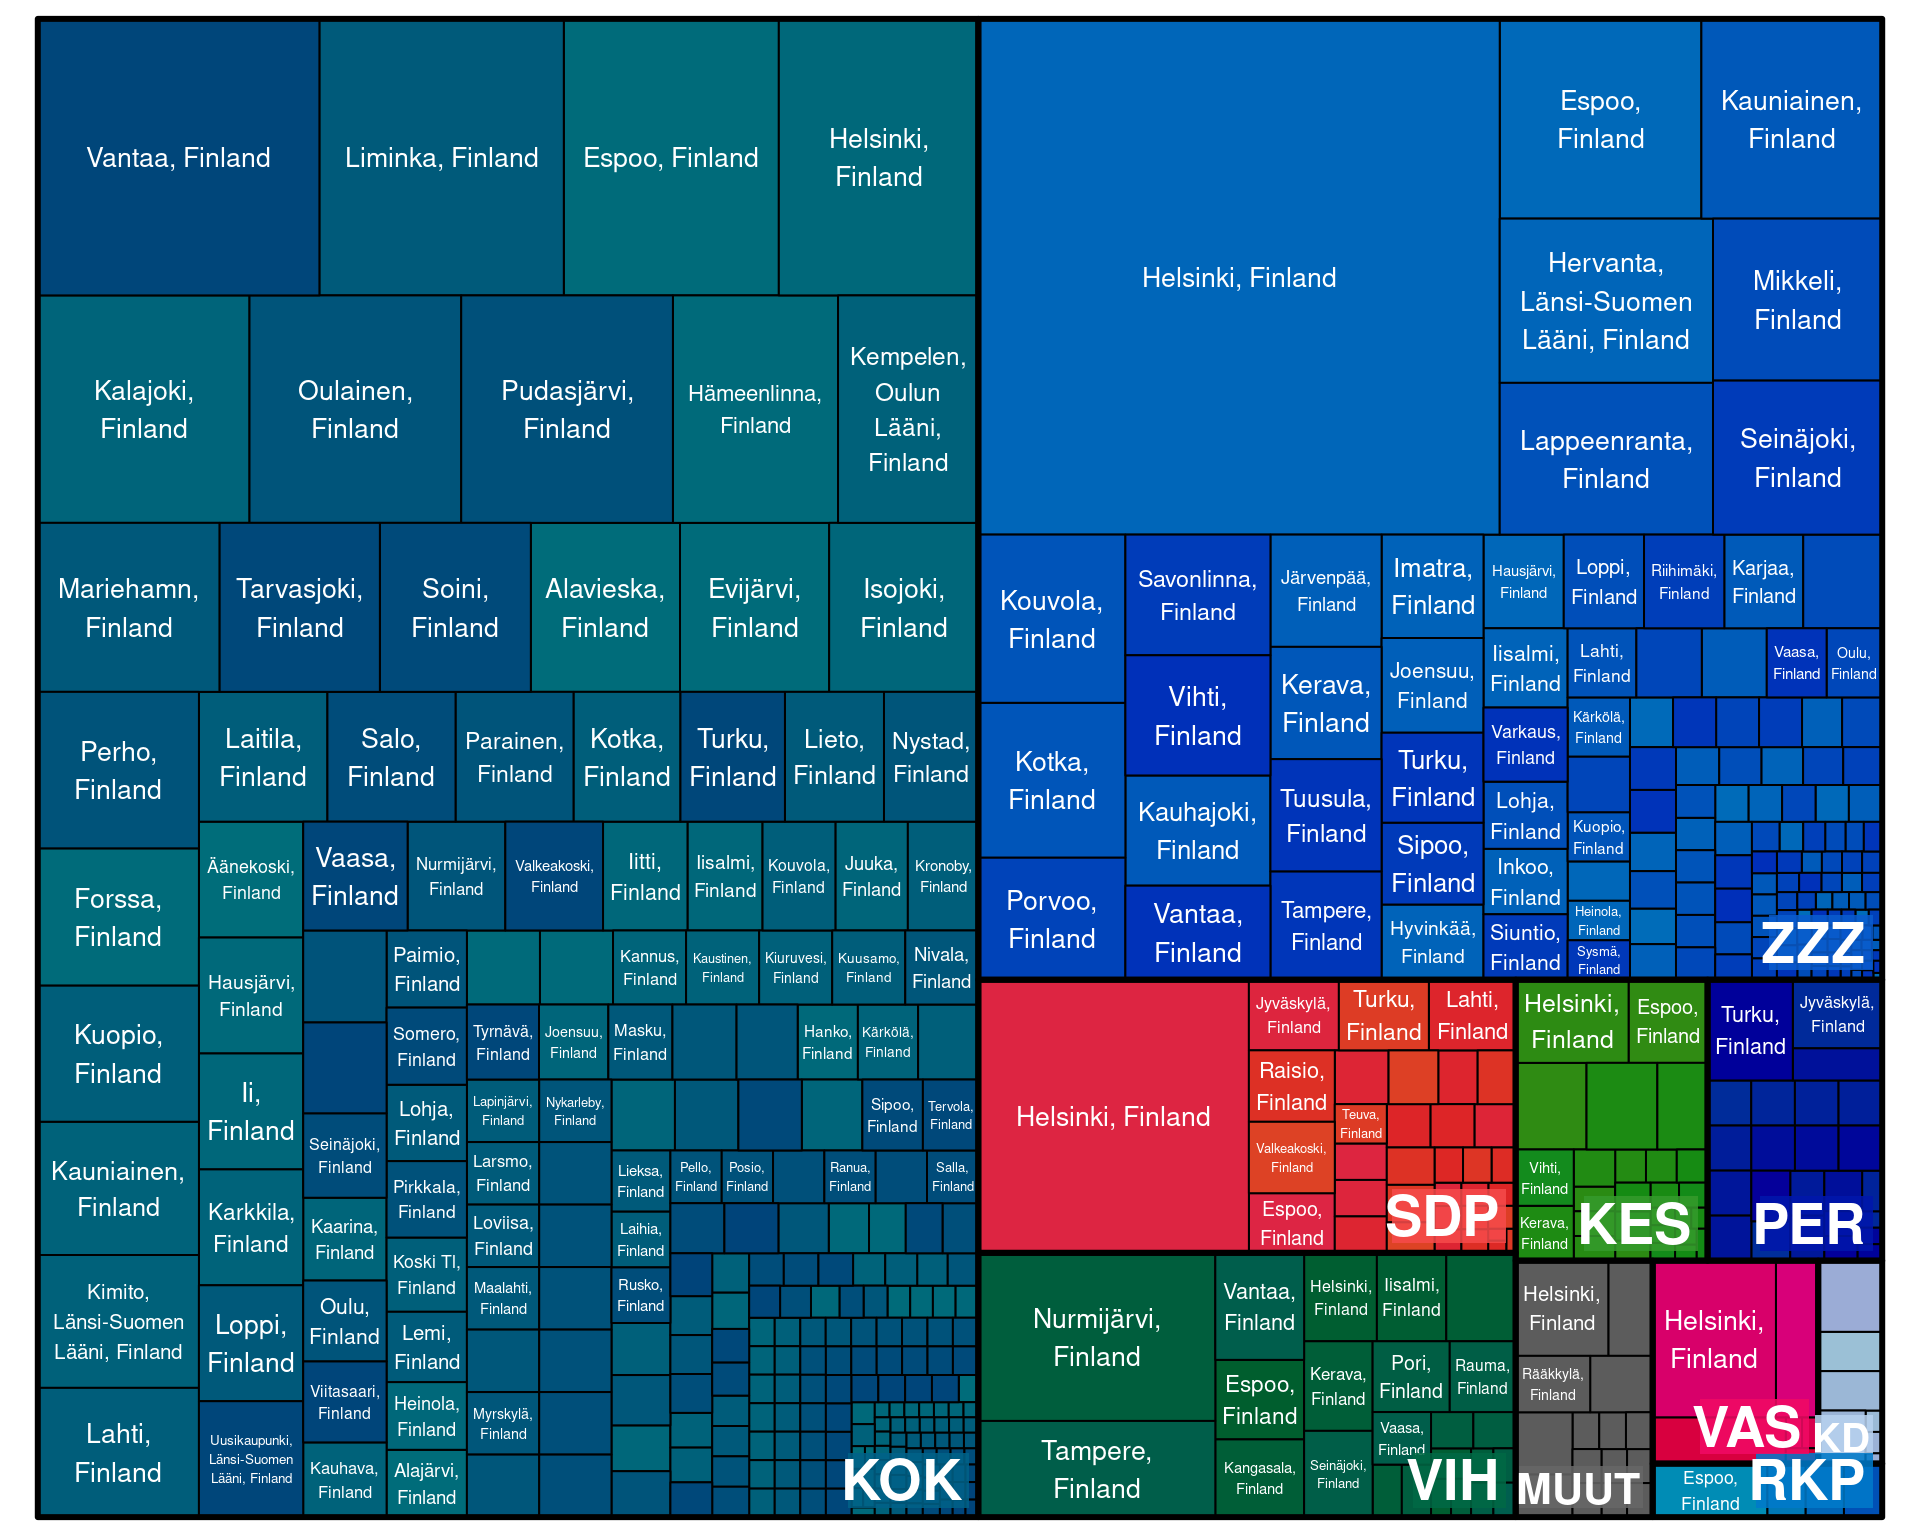 Vantaa, Finland
Liminka, Finland
Espoo, Finland
Helsinki,
Finland
Kalajoki,
Finland
Oulainen,
Finland
Pudasjärvi,
Finland
Hämeenlinna,
Finland
Kempelen,
Oulun
Lääni,
Finland
Mariehamn,
Finland
Tarvasjoki,
Finland
Soini,
Finland
Alavieska,
Finland
Evijärvi,
Finland
Isojoki,
Finland
Perho,
Finland
Forssa,
Finland
Kuopio,
Finland
Kauniainen,
Finland
Kimito,
Länsi-Suomen
Lääni, Finland
Lahti,
Finland
Laitila,
Finland
Salo,
Finland
Parainen,
Finland
Kotka,
Finland
Turku,
Finland
Lieto,
Finland
Nystad,
Finland
Äänekoski,
Finland
Hausjärvi,
Finland
Ii,
Finland
Karkkila,
Finland
Loppi,
Finland
Uusikaupunki,
Länsi-Suomen
Lääni, Finland
Vaasa,
Finland
Nurmijärvi,
Finland
Valkeakoski,
Finland
Iitti,
Finland
Iisalmi,
Finland
Kouvola,
Finland
Juuka,
Finland
Kronoby,
Finland
Seinäjoki,
Finland
Kaarina,
Finland
Oulu,
Finland
Viitasaari,
Finland
Kauhava,
Finland
Paimio,
Finland
Somero,
Finland
Lohja,
Finland
Pirkkala,
Finland
Koski Tl,
Finland
Lemi,
Finland
Heinola,
Finland
Alajärvi,
Finland
Kannus,
Finland
Kaustinen,
Finland
Kiuruvesi,
Finland
Kuusamo,
Finland
Nivala,
Finland
Tyrnävä,
Finland
Joensuu,
Finland
Masku,
Finland
Hanko,
Finland
Kärkölä,
Finland
Lapinjärvi,
Finland
Nykarleby,
Finland
Sipoo,
Finland
Tervola,
Finland
Larsmo,
Finland
Loviisa,
Finland
Maalahti,
Finland
Myrskylä,
Finland
Lieksa,
Finland
Pello,
Finland
Posio,
Finland
Ranua,
Finland
Salla,
Finland
Laihia,
Finland
Rusko,
Finland
KOK
Helsinki, Finland
Espoo,
Finland
Kauniainen,
Finland
Hervanta,
Länsi-Suomen
Lääni, Finland
Mikkeli,
Finland
Lappeenranta,
Finland
Seinäjoki,
Finland
Kouvola,
Finland
Kotka,
Finland
Porvoo,
Finland
Savonlinna,
Finland
Vihti,
Finland
Kauhajoki,
Finland
Vantaa,
Finland
Järvenpää,
Finland
Kerava,
Finland
Tuusula,
Finland
Tampere,
Finland
Imatra,
Finland
Joensuu,
Finland
Turku,
Finland
Sipoo,
Finland
Hyvinkää,
Finland
Hausjärvi,
Finland
Loppi,
Finland
Riihimäki,
Finland
Karjaa,
Finland
Iisalmi,
Finland
Varkaus,
Finland
Lohja,
Finland
Inkoo,
Finland
Siuntio,
Finland
Lahti,
Finland
Vaasa,
Finland
Oulu,
Finland
Kärkölä,
Finland
Kuopio,
Finland
Heinola,
Finland
Sysmä,
Finland
ZZZ
Helsinki, Finland
Jyväskylä,
Finland
Turku,
Finland
Lahti,
Finland
Raisio,
Finland
Valkeakoski,
Finland
Espoo,
Finland
Teuva,
Finland
SDP
Helsinki,
Finland
Espoo,
Finland
Vihti,
Finland
Kerava,
Finland
KES
Turku,
Finland
Jyväskylä,
Finland
PER
Nurmijärvi,
Finland
Tampere,
Finland
Vantaa,
Finland
Espoo,
Finland
Kangasala,
Finland
Helsinki,
Finland
Iisalmi,
Finland
Kerava,
Finland
Pori,
Finland
Rauma,
Finland
Seinäjoki,
Finland
Vaasa,
Finland
VIH
Helsinki,
Finland
Rääkkylä,
Finland
MUUT
Helsinki,
Finland
VAS
KD
Espoo,
Finland
RKP